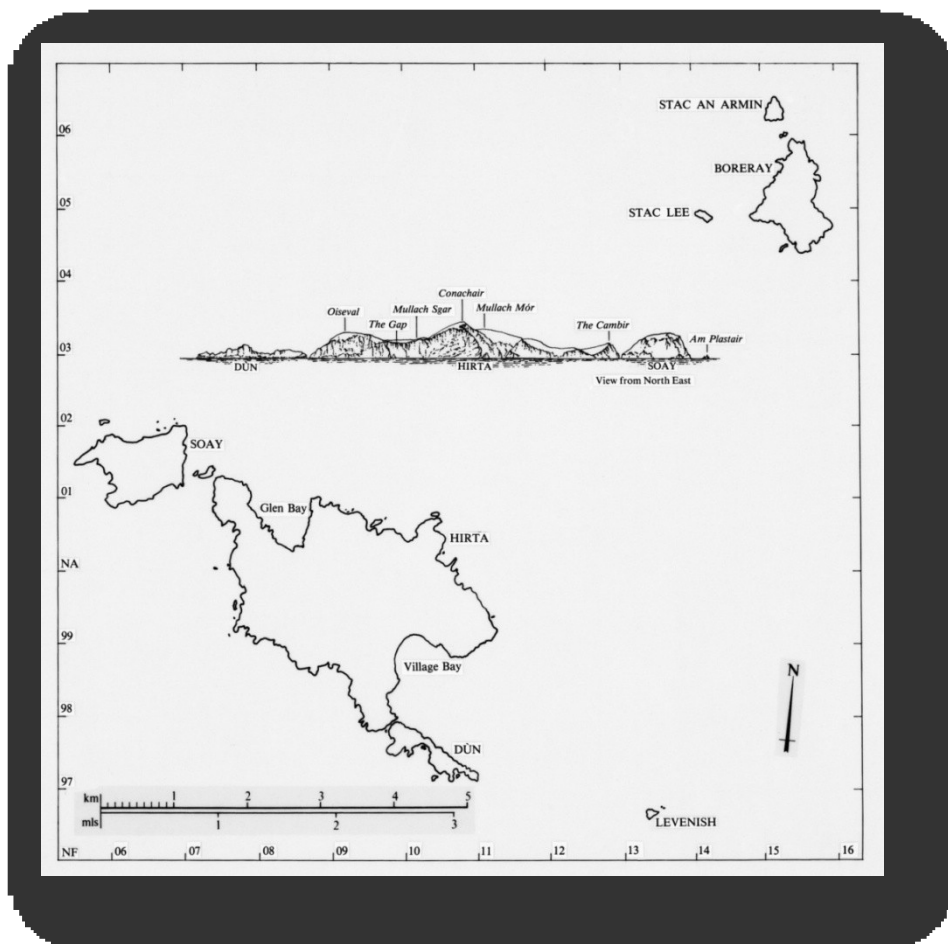 STAC AN ARMIN
06
BORERAY
05
STAC LEE
04
Conachair
Oiseval
Mullach Sgar
Mullach Mór
The Gap
The Cambir
Am Plastair
03
DÙN
HIRTA
SOAY
View from North East
02
SOAY
01
Glen Bay
HIRTA
NA
99
Village Bay
N
98
DÙN
97
km 1 2 3 4 5
mls 1 2 3
LEVENISH
NF 06 07 08 09 10 11 12 13 14 15 16